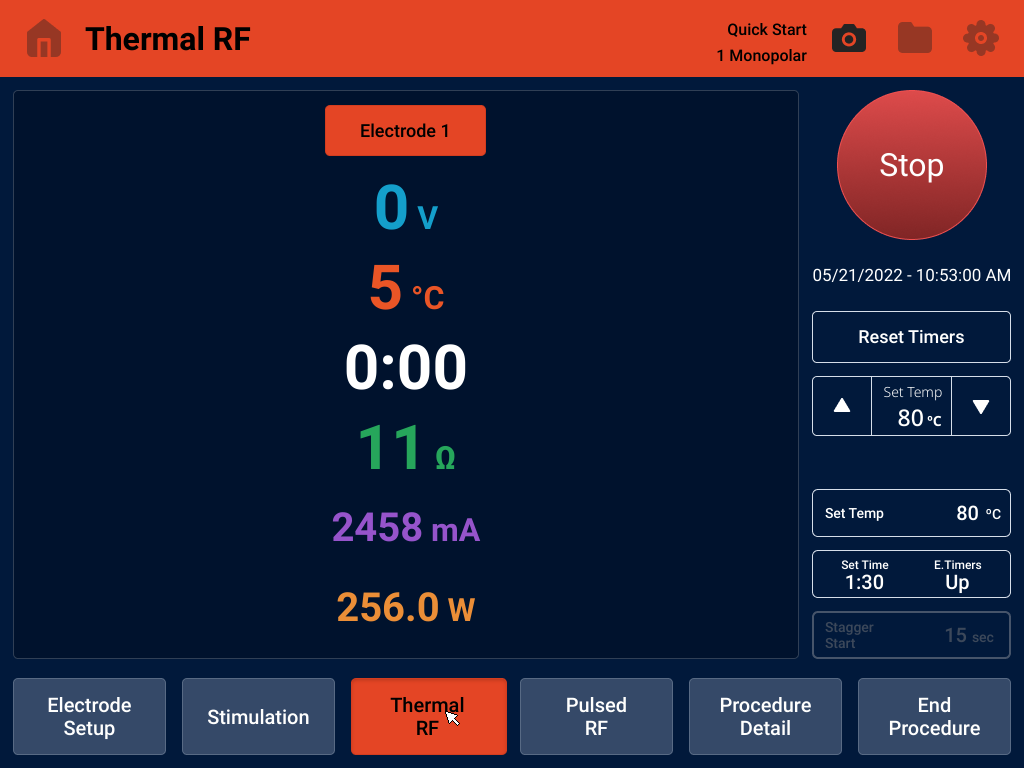 Thermal RF
Quick Start
1 Monopolar
Electrode 1
0 V
5 °C
0:00
11 Ω
2458 mA
256.0 W
Stop
05/21/2022 - 10:53:00 AM
Reset Timers
Set Temp
80 °C
Set Temp 80 °C
Set Time E.Timers
1:30 Up
Stagger
Start 15 sec
Electrode
Setup
Stimulation
Thermal
RF
Pulsed
RF
Procedure
Detail
End
Procedure